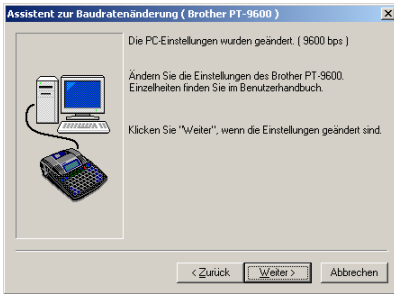 Assistent zur Baudratenänderung ( Brother PT-9600 )
Die PC-Einstellungen wurden geändert. ( 9600 bps )
Ändern Sie die Einstellungen des Brother PT-9600.
Einzelheiten finden Sie im Benutzerhandbuch.
Klicken Sie "Weiter", wenn die Einstellungen geändert sind.
< Zurück Weiter > Abbrechen